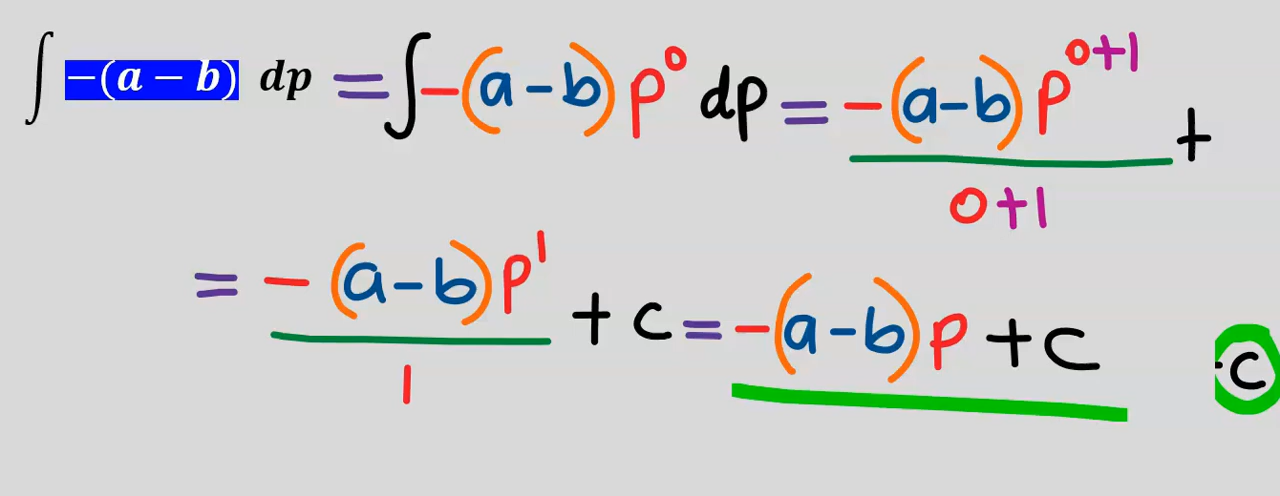 ∫ −(a − b) dp = ∫ -(a-b) p⁰ dp = -(a-b) p⁰⁺¹ / 0+1 +
= -(a-b) p¹ / 1 + c = -(a-b) p + c c